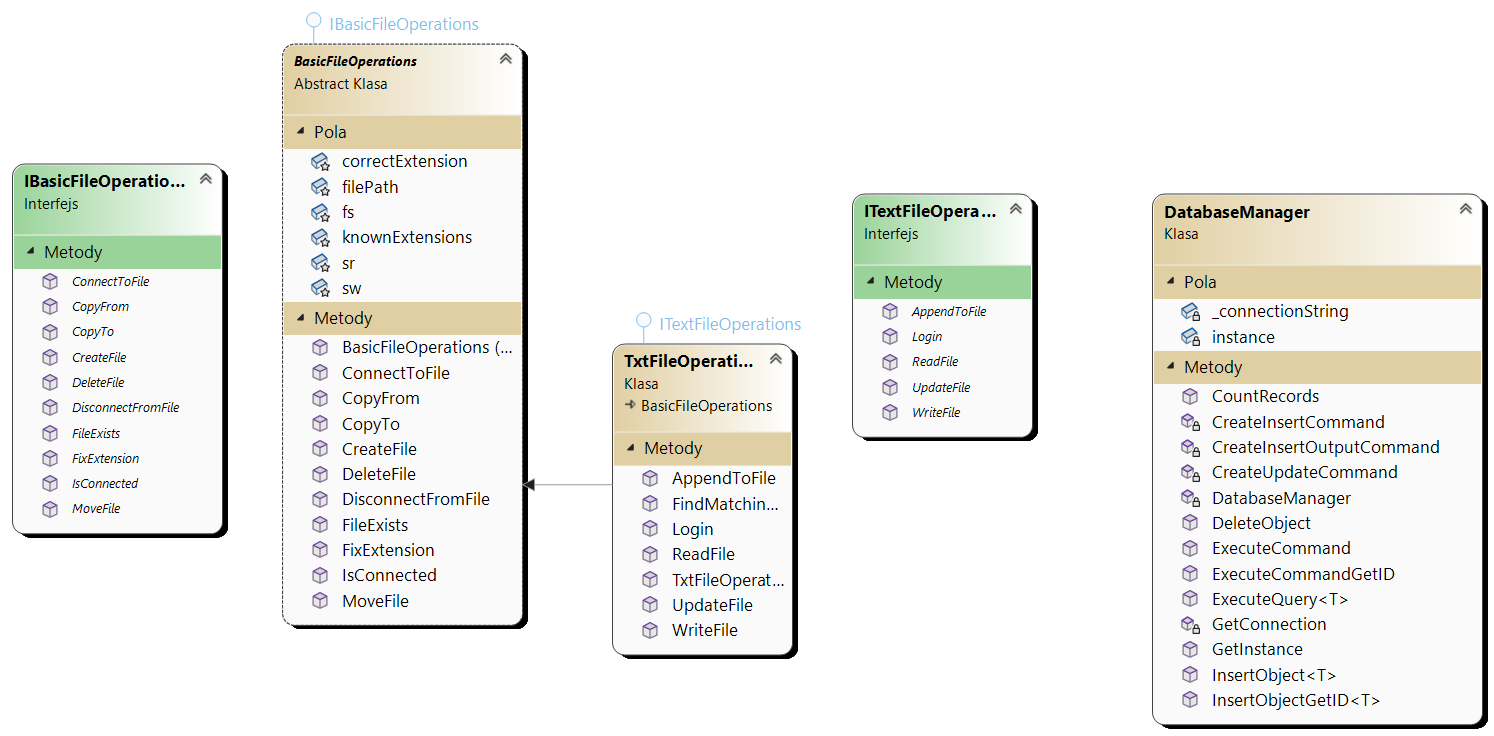 IBasicFileOperatio...
Interfejs
Metody
ConnectToFile
CopyFrom
CopyTo
CreateFile
DeleteFile
DisconnectFromFile
FileExists
FixExtension
IsConnected
MoveFile
IBasicFileOperations
BasicFileOperations
Abstract Klasa
Pola
correctExtension
filePath
fs
knownExtensions
sr
sw
Metody
BasicFileOperations (...
ConnectToFile
CopyFrom
CopyTo
CreateFile
DeleteFile
DisconnectFromFile
FileExists
FixExtension
IsConnected
MoveFile
ITextFileOperations
TxtFileOperati...
Klasa
BasicFileOperations
Metody
AppendToFile
FindMatchin...
Login
ReadFile
TxtFileOperat...
UpdateFile
WriteFile
ITextFileOpera...
Interfejs
Metody
AppendToFile
Login
ReadFile
UpdateFile
WriteFile
DatabaseManager
Klasa
Pola
_connectionString
instance
Metody
CountRecords
CreateInsertCommand
CreateInsertOutputCommand
CreateUpdateCommand
DatabaseManager
DeleteObject
ExecuteCommand
ExecuteCommandGetID
ExecuteQuery<T>
GetConnection
GetInstance
InsertObject<T>
InsertObjectGetID<T>